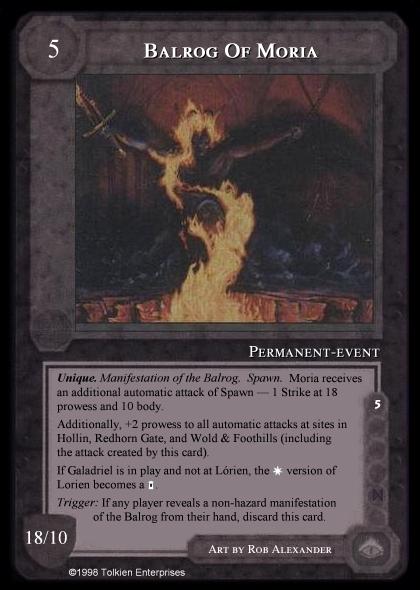 5
BALROG OF MORIA
PERMANENT-EVENT
Unique. Manifestation of the Balrog. Spawn. Moria receives
an additional automatic attack of Spawn — 1 Strike at 18
prowess and 10 body.
5
Additionally, +2 prowess to all automatic attacks at sites in
Hollin, Redhorn Gate, and Wold & Foothills (including
the attack created by this card).
If Galadriel is in play and not at Lórien, the version of
Lorien becomes a .
Trigger: If any player reveals a non-hazard manifestation
of the Balrog from their hand, discard this card.
18/10
ART BY ROB ALEXANDER
©1998 Tolkien Enterprises